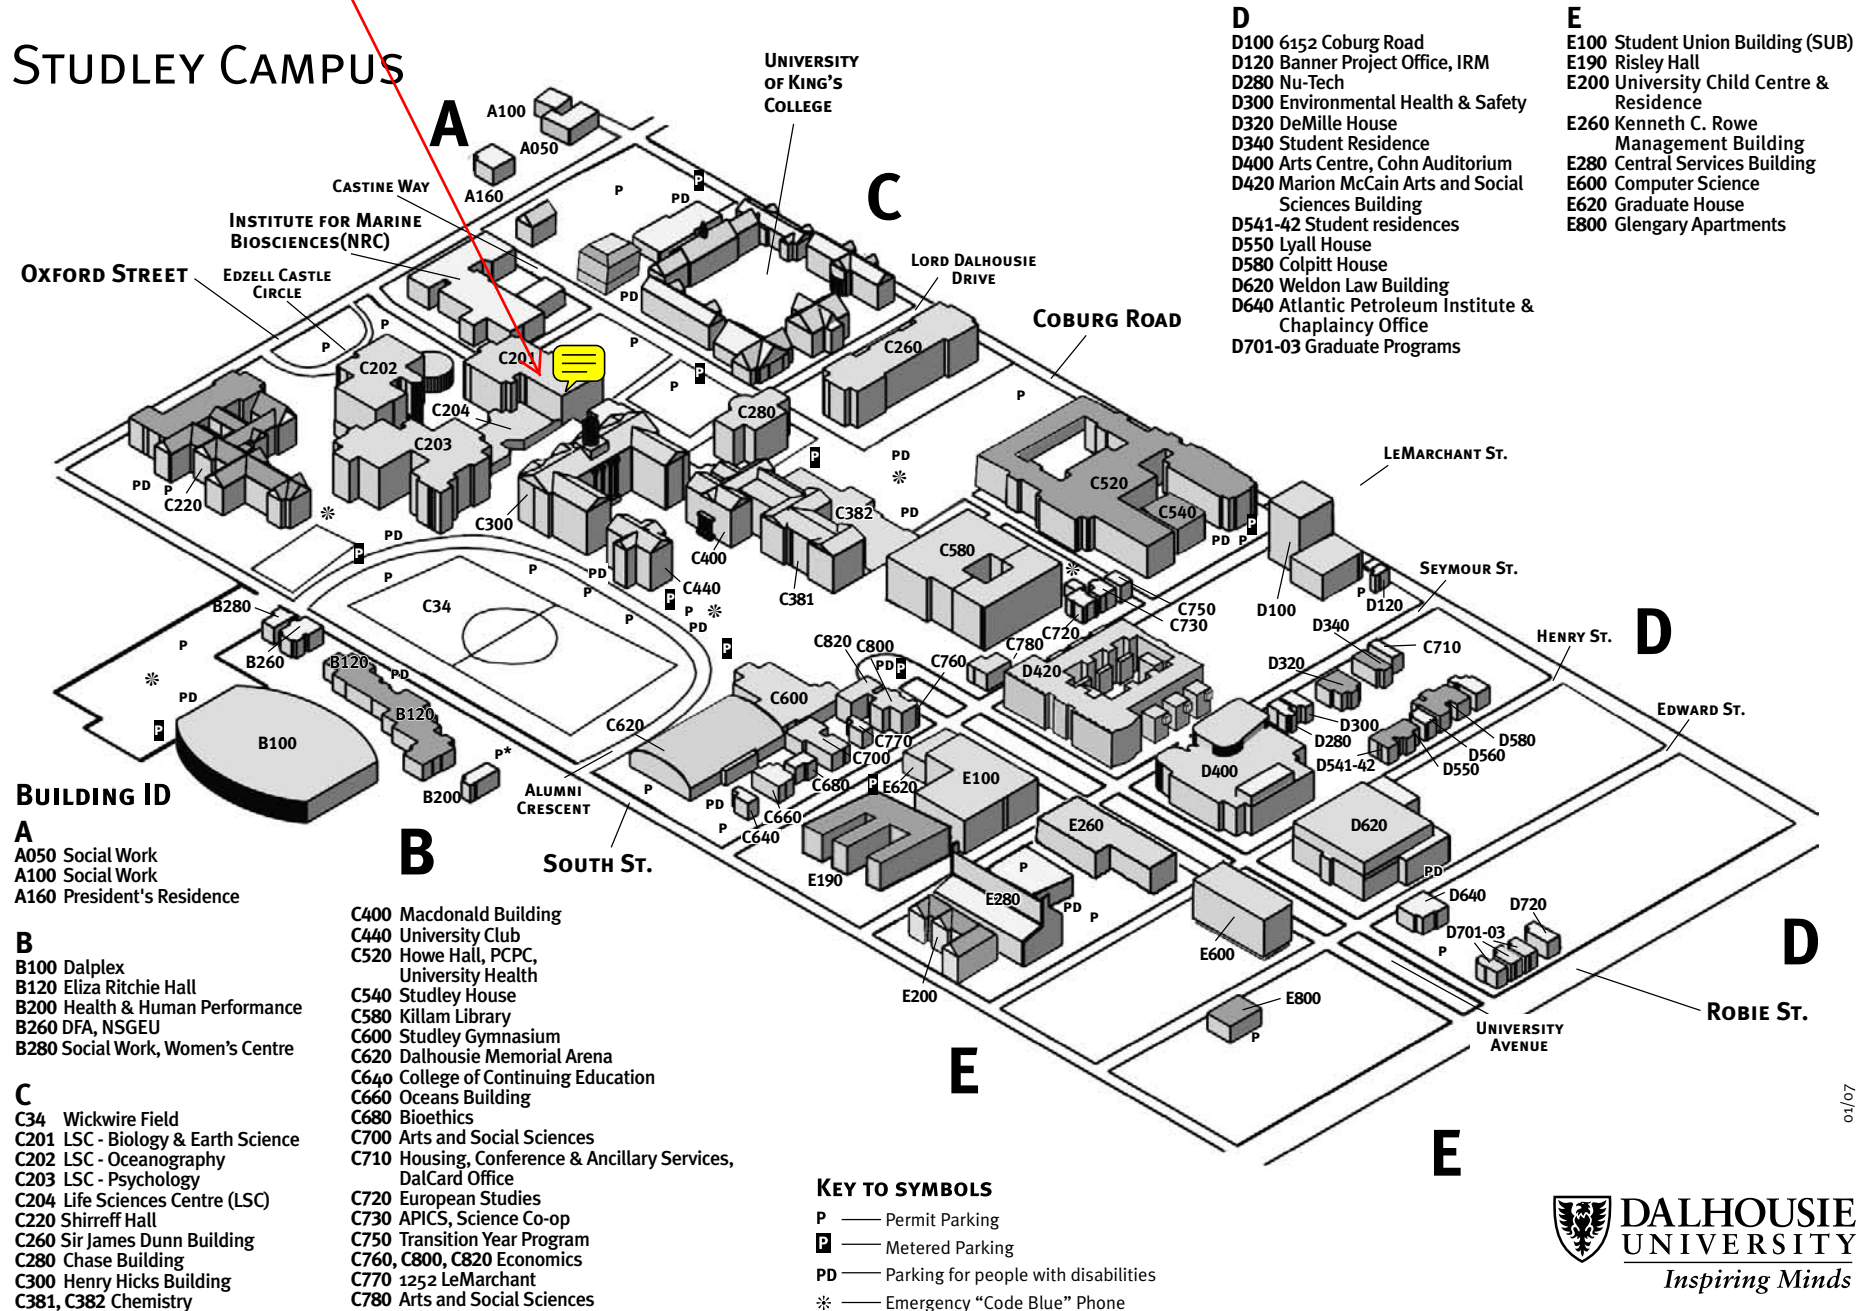 STUDLEY CAMPUS
A
A100
A050
A160
CASTINE WAY
INSTITUTE FOR MARINE
BIOSCIENCES(NRC)
OXFORD STREET
EDZELL CASTLE
CIRCLE
UNIVERSITY
OF KING'S
COLLEGE
C
LORD DALHOUSIE
DRIVE
COBURG ROAD
LEMARCHANT ST.
SEYMOUR ST.
HENRY ST.
EDWARD ST.
D
D
ROBIE ST.
UNIVERSITY
AVENUE
E
E
B
SOUTH ST.
ALUMNI
CRESCENT
P
PD
P
PD
P
P
P
P
P
P
P
C201
C202
C203
C204
C220
C260
C280
C300
C400
C440
C381
C382
C520
C540
C580
C34
PD
P
PD
P
P
P
P
PD
P
P
P
P
PD
P
PD
P
PD
P
PD
P
B280
B260
B120
PD
B120
B100
B200
P*
P
PD
P
C600
C620
C640
C660
C680
C700
C720
C730
C750
C760
C770
C780
C800
C820
PD
P
P
PD
P
P
D100
D120
P
D340
C710
D320
D300
D280
D541-42
D550
D560
D580
D420
D400
D620
PD
D640
D720
D701-03
P
E100
E620
E190
E260
E280
P
PD
P
E200
E600
E800
P
D
D100 6152 Coburg Road
D120 Banner Project Office, IRM
D280 Nu-Tech
D300 Environmental Health & Safety
D320 DeMille House
D340 Student Residence
D400 Arts Centre, Cohn Auditorium
D420 Marion McCain Arts and Social
Sciences Building
D541-42 Student residences
D550 Lyall House
D580 Colpitt House
D620 Weldon Law Building
D640 Atlantic Petroleum Institute &
Chaplaincy Office
D701-03 Graduate Programs
E
E100 Student Union Building (SUB)
E190 Risley Hall
E200 University Child Centre &
Residence
E260 Kenneth C. Rowe
Management Building
E280 Central Services Building
E600 Computer Science
E620 Graduate House
E800 Glengary Apartments
BUILDING ID
A
A050 Social Work
A100 Social Work
A160 President's Residence
B
B100 Dalplex
B120 Eliza Ritchie Hall
B200 Health & Human Performance
B260 DFA, NSGEU
B280 Social Work, Women's Centre
C
C34 Wickwire Field
C201 LSC - Biology & Earth Science
C202 LSC - Oceanography
C203 LSC - Psychology
C204 Life Sciences Centre (LSC)
C220 Shirreff Hall
C260 Sir James Dunn Building
C280 Chase Building
C300 Henry Hicks Building
C381, C382 Chemistry
C400 Macdonald Building
C440 University Club
C520 Howe Hall, PCPC,
University Health
C540 Studley House
C580 Killam Library
C600 Studley Gymnasium
C620 Dalhousie Memorial Arena
C640 College of Continuing Education
C660 Oceans Building
C680 Bioethics
C700 Arts and Social Sciences
C710 Housing, Conference & Ancillary Services,
DalCard Office
C720 European Studies
C730 APICS, Science Co-op
C750 Transition Year Program
C760, C800, C820 Economics
C770 1252 LeMarchant
C780 Arts and Social Sciences
KEY TO SYMBOLS
P Permit Parking
P Metered Parking
PD Parking for people with disabilities
Emergency "Code Blue" Phone
01/07
DALHOUSIE
UNIVERSITY
Inspiring Minds